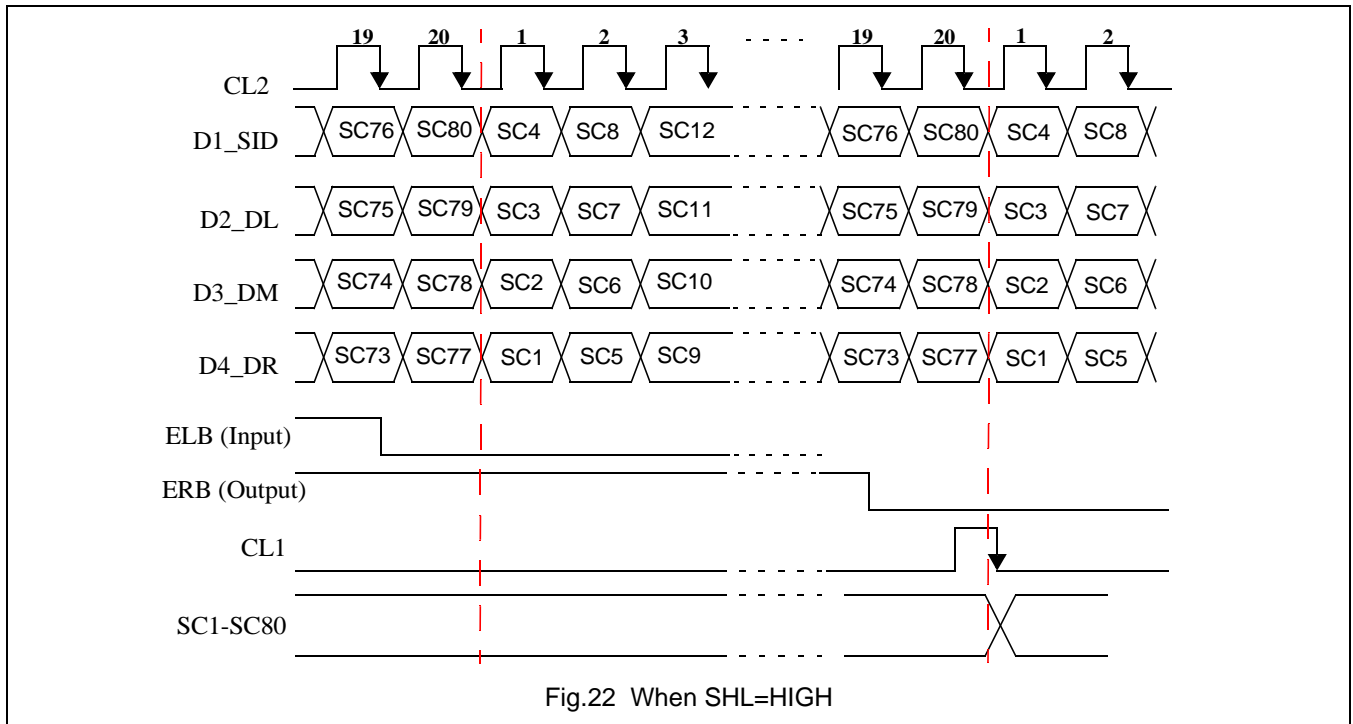 19 20 1 2 3 19 20 1 2
CL2
D1_SID SC76 SC80 SC4 SC8 SC12 SC76 SC80 SC4 SC8
D2_DL SC75 SC79 SC3 SC7 SC11 SC75 SC79 SC3 SC7
D3_DM SC74 SC78 SC2 SC6 SC10 SC74 SC78 SC2 SC6
D4_DR SC73 SC77 SC1 SC5 SC9 SC73 SC77 SC1 SC5
ELB (Input)
ERB (Output)
CL1
SC1-SC80
Fig.22 When SHL=HIGH